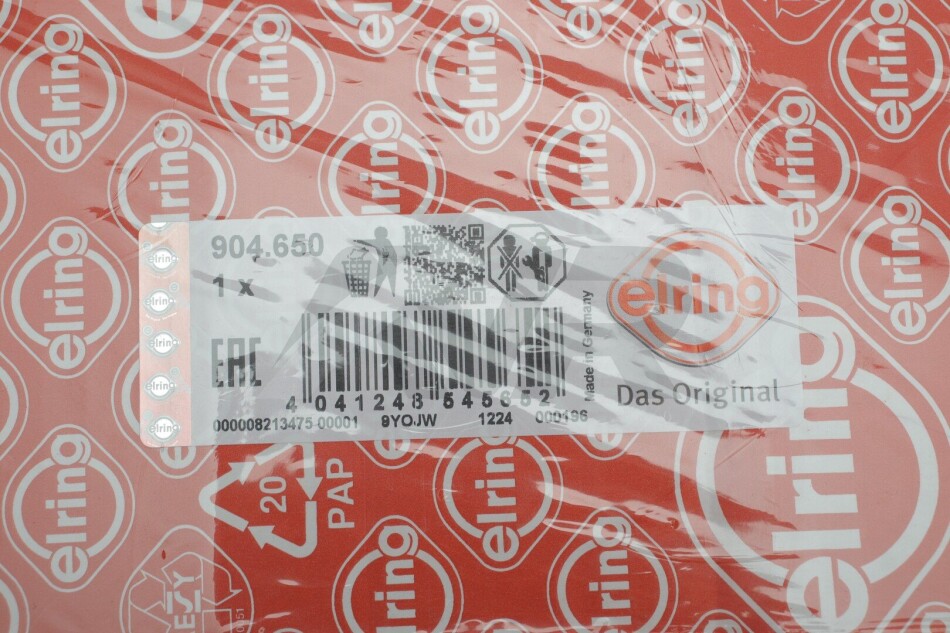 904.650
1 x
EAC
elring
Made in Germany
Das Original
4 041248 545652
000008213475 00001 9YOJW 1224 000196
20
PAP
elring